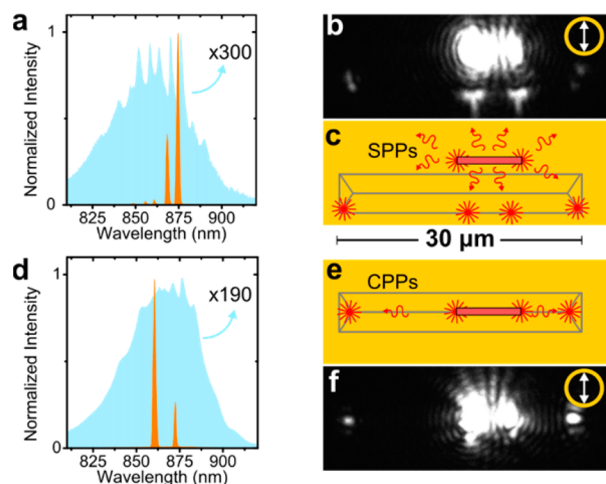 a
Normalized Intensity
1
0
x300
825 850 875 900
Wavelength (nm)
b
c
SPPs
30 µm
d
Normalized Intensity
1
0
x190
825 850 875 900
Wavelength (nm)
e
CPPs
f